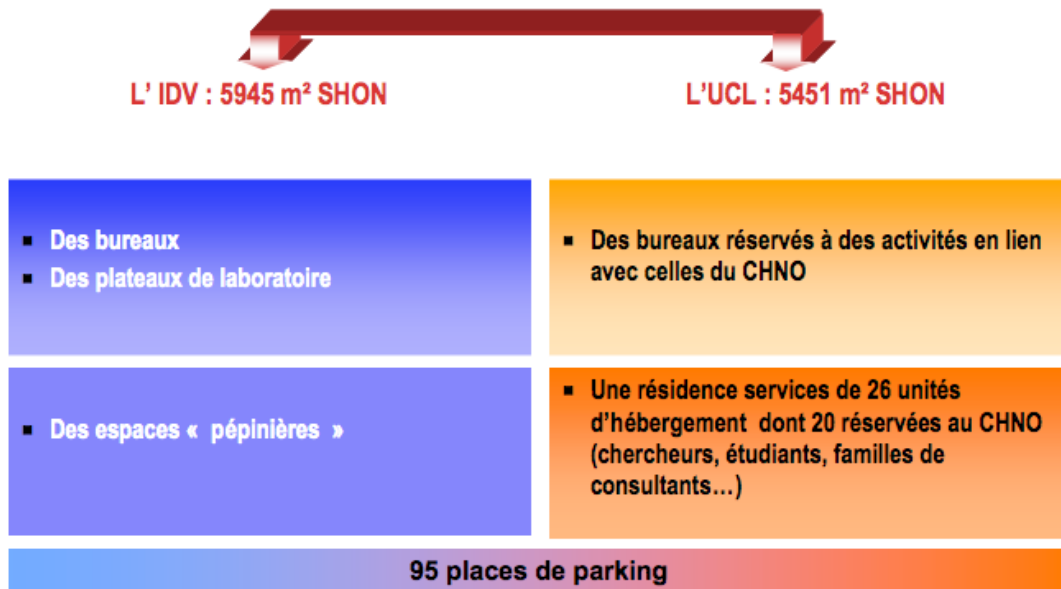 L' IDV : 5945 m² SHON
L'UCL : 5451 m² SHON
▪ Des bureaux
▪ Des plateaux de laboratoire
▪ Des bureaux réservés à des activités en lien
avec celles du CHNO
▪ Des espaces « pépinières »
▪ Une résidence services de 26 unités
d'hébergement dont 20 réservées au CHNO
(chercheurs, étudiants, familles de
consultants…)
95 places de parking